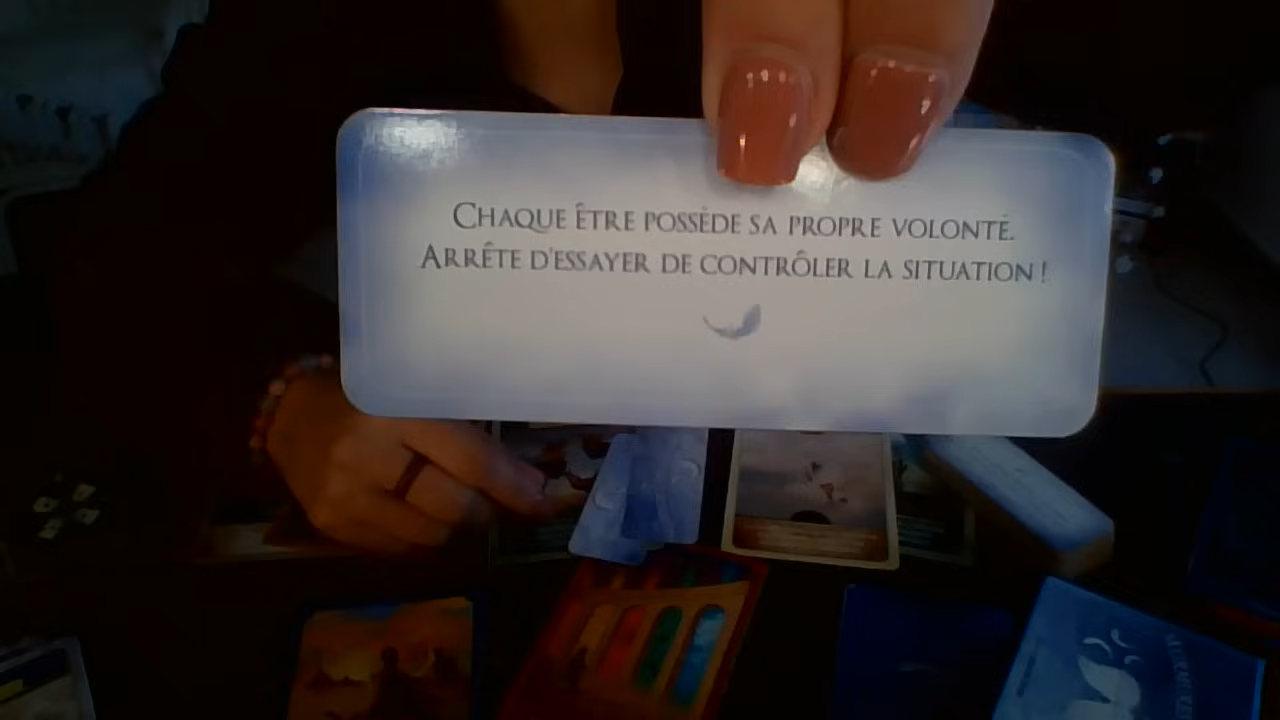 CHAQUE ÊTRE POSSÈDE SA PROPRE VOLONTÉ.
ARRÊTE D'ESSAYER DE CONTRÔLER LA SITUATION !